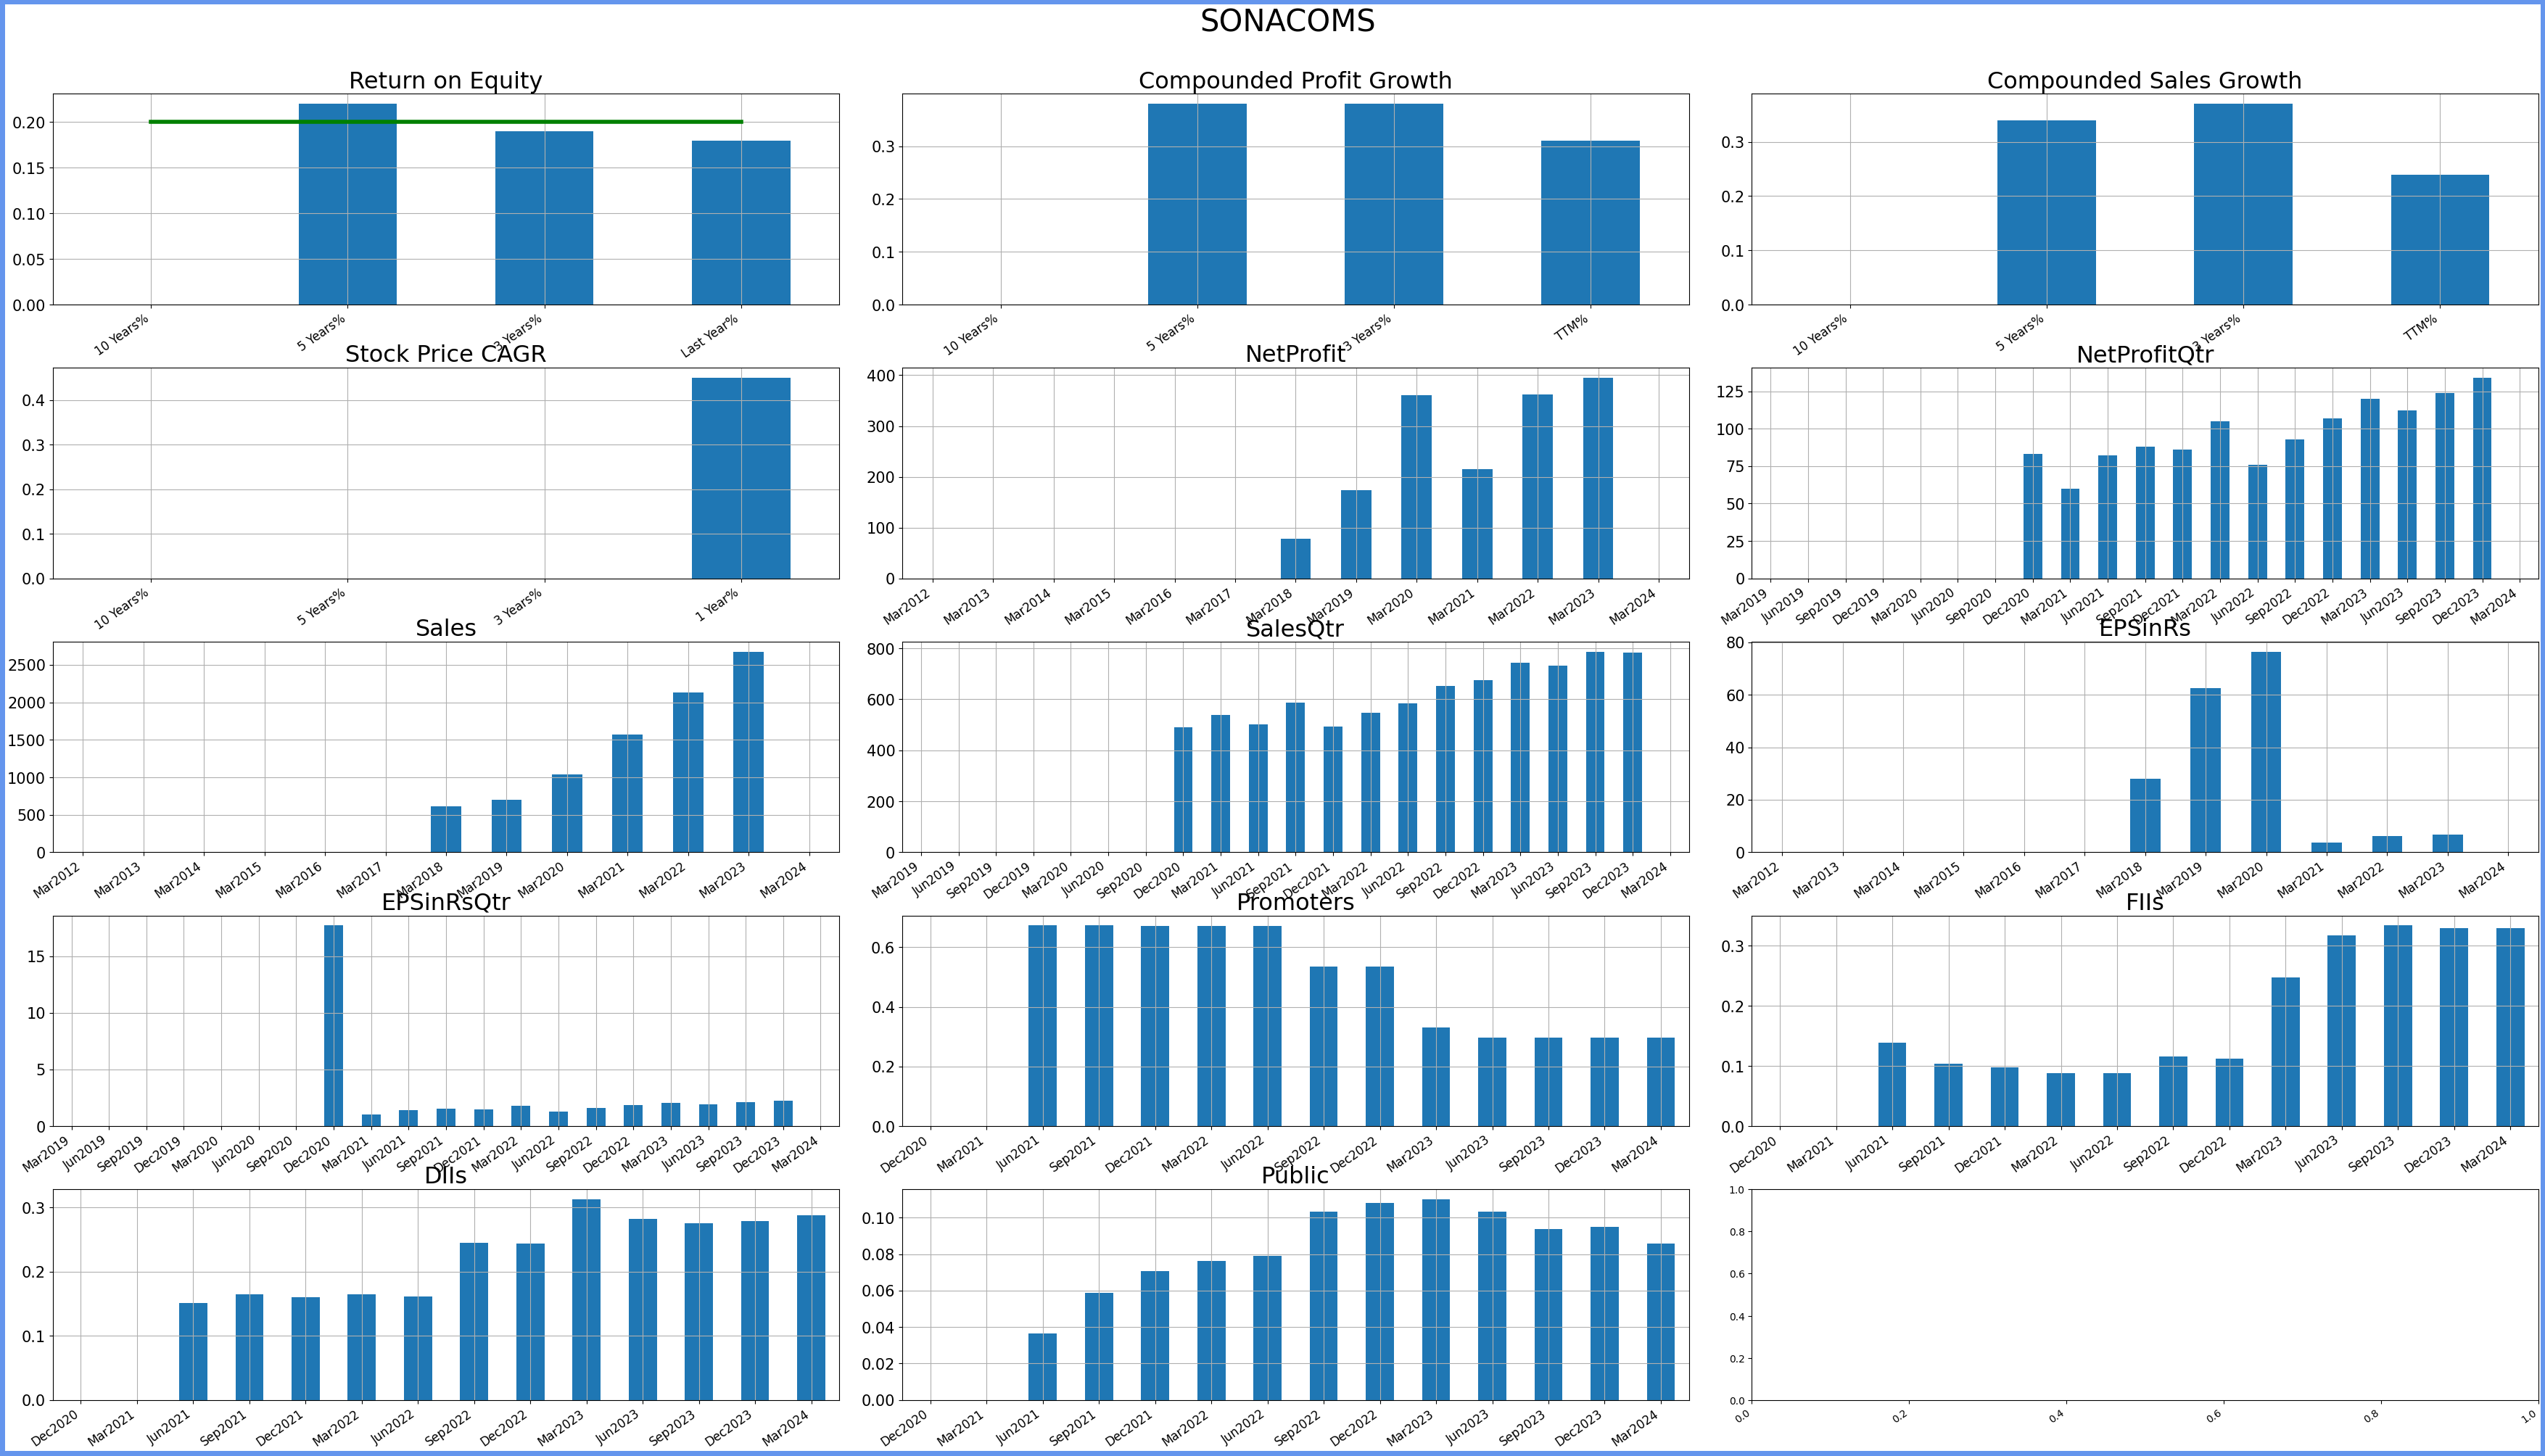 SONACOMS
Return on Equity
0.20
0.15
0.10
0.05
0.00
10 Years% 5 Years% 3 Years% Last Year%
Compounded Profit Growth
0.3
0.2
0.1
0.0
10 Years% 5 Years% 3 Years% TTM%
Compounded Sales Growth
0.3
0.2
0.1
0.0
10 Years% 5 Years% 3 Years% TTM%
Stock Price CAGR
0.4
0.3
0.2
0.1
0.0
10 Years% 5 Years% 3 Years% 1 Year%
NetProfit
400
300
200
100
0
Mar2012 Mar2013 Mar2014 Mar2015 Mar2016 Mar2017 Mar2018 Mar2019 Mar2020 Mar2021 Mar2022 Mar2023 Mar2024
NetProfitQtr
125
100
75
50
25
0
Mar2019 Jun2019 Sep2019 Dec2019 Mar2020 Jun2020 Sep2020 Dec2020 Mar2021 Jun2021 Sep2021 Dec2021 Mar2022 Jun2022 Sep2022 Dec2022 Mar2023 Jun2023 Sep2023 Dec2023 Mar2024
Sales
2500
2000
1500
1000
500
0
Mar2012 Mar2013 Mar2014 Mar2015 Mar2016 Mar2017 Mar2018 Mar2019 Mar2020 Mar2021 Mar2022 Mar2023 Mar2024
SalesQtr
800
600
400
200
0
Mar2019 Jun2019 Sep2019 Dec2019 Mar2020 Jun2020 Sep2020 Dec2020 Mar2021 Jun2021 Sep2021 Dec2021 Mar2022 Jun2022 Sep2022 Dec2022 Mar2023 Jun2023 Sep2023 Dec2023 Mar2024
EPSinRs
80
60
40
20
0
Mar2012 Mar2013 Mar2014 Mar2015 Mar2016 Mar2017 Mar2018 Mar2019 Mar2020 Mar2021 Mar2022 Mar2023 Mar2024
EPSinRsQtr
15
10
5
0
Mar2019 Jun2019 Sep2019 Dec2019 Mar2020 Jun2020 Sep2020 Dec2020 Mar2021 Jun2021 Sep2021 Dec2021 Mar2022 Jun2022 Sep2022 Dec2022 Mar2023 Jun2023 Sep2023 Dec2023 Mar2024
Promoters
0.6
0.4
0.2
0.0
Dec2020 Mar2021 Jun2021 Sep2021 Dec2021 Mar2022 Jun2022 Sep2022 Dec2022 Mar2023 Jun2023 Sep2023 Dec2023 Mar2024
FIIs
0.3
0.2
0.1
0.0
Dec2020 Mar2021 Jun2021 Sep2021 Dec2021 Mar2022 Jun2022 Sep2022 Dec2022 Mar2023 Jun2023 Sep2023 Dec2023 Mar2024
DIIs
0.3
0.2
0.1
0.0
Dec2020 Mar2021 Jun2021 Sep2021 Dec2021 Mar2022 Jun2022 Sep2022 Dec2022 Mar2023 Jun2023 Sep2023 Dec2023 Mar2024
Public
0.10
0.08
0.06
0.04
0.02
0.00
Dec2020 Mar2021 Jun2021 Sep2021 Dec2021 Mar2022 Jun2022 Sep2022 Dec2022 Mar2023 Jun2023 Sep2023 Dec2023 Mar2024
1.0
0.8
0.6
0.4
0.2
0.0
0.0 0.2 0.4 0.6 0.8 1.0